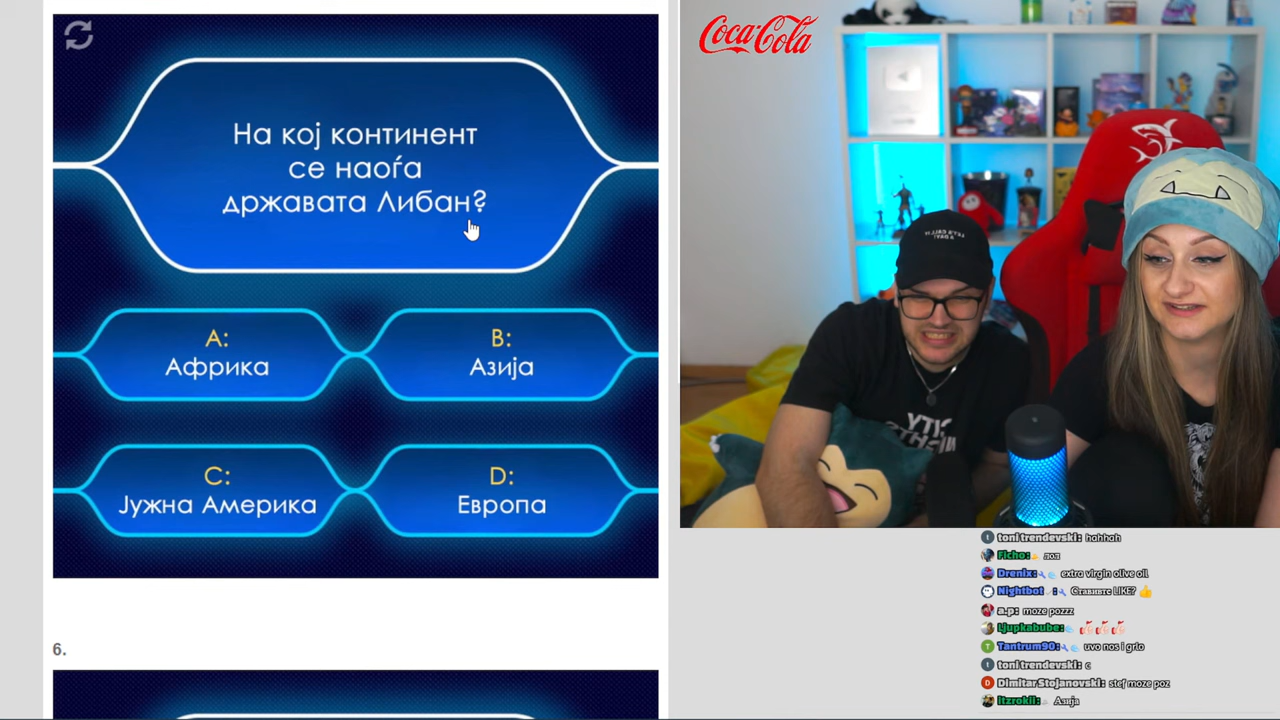 Coca-Cola
На кој континент
се наоѓа
државата Либан?
A:
Африка
B:
Азија
C:
Јужна Америка
D:
Европа
6.
toni trendevski: hahhah
Ficho: лол
Drenix: extra virgin olive oil
Nightbot: Ставивте LIKE? 👍
a.p: moze pozzz
Ljupkabube:
Tantrum90: uvo nos i grlo
toni trendevski: c
Dimitar Stojanovski: stef moze poz
itzrokii: Азија